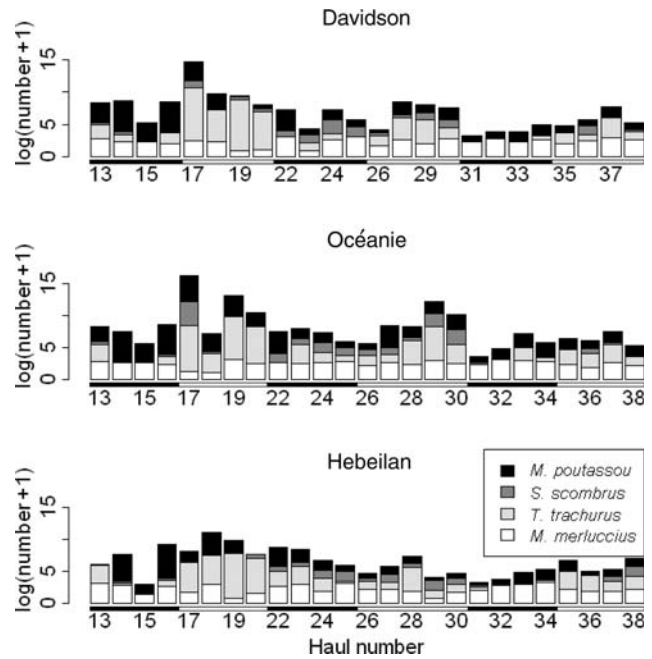 Davidson
log(number+1)
15
5
0
13 15 17 19 22 24 26 29 31 33 35 37
Océanie
log(number+1)
15
5
0
13 15 17 19 22 24 26 28 30 32 34 36 38
Hebeilan
log(number+1)
15
5
0
M. poutassou
S. scombrus
T. trachurus
M. merluccius
13 15 17 19 22 24 26 28 30 32 34 36 38
Haul number